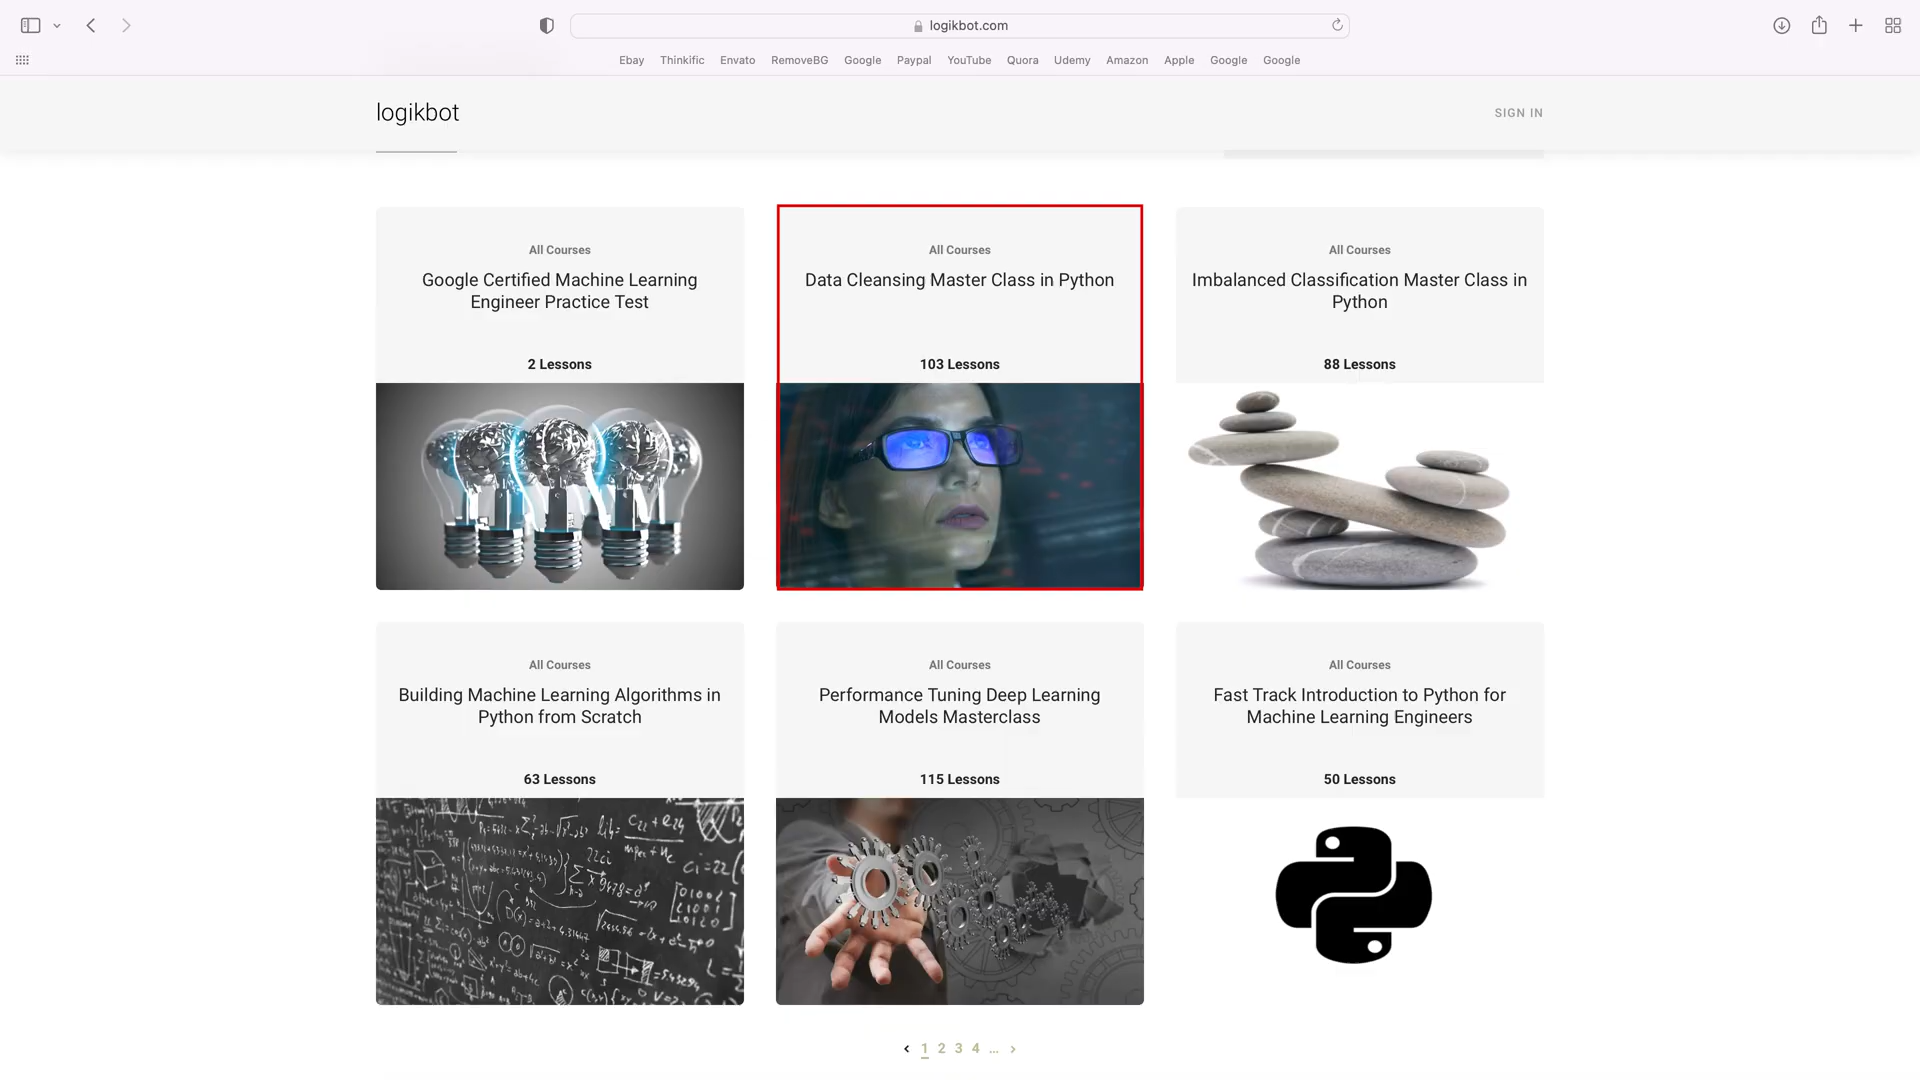 logikbot.com
Ebay Thinkific Envato RemoveBG Google Paypal YouTube Quora Udemy Amazon Apple Google Google
logikbot
SIGN IN
All Courses
Google Certified Machine Learning
Engineer Practice Test
2 Lessons
All Courses
Data Cleansing Master Class in Python
103 Lessons
All Courses
Imbalanced Classification Master Class in
Python
88 Lessons
All Courses
Building Machine Learning Algorithms in
Python from Scratch
63 Lessons
All Courses
Performance Tuning Deep Learning
Models Masterclass
115 Lessons
All Courses
Fast Track Introduction to Python for
Machine Learning Engineers
50 Lessons
1 2 3 4 ...